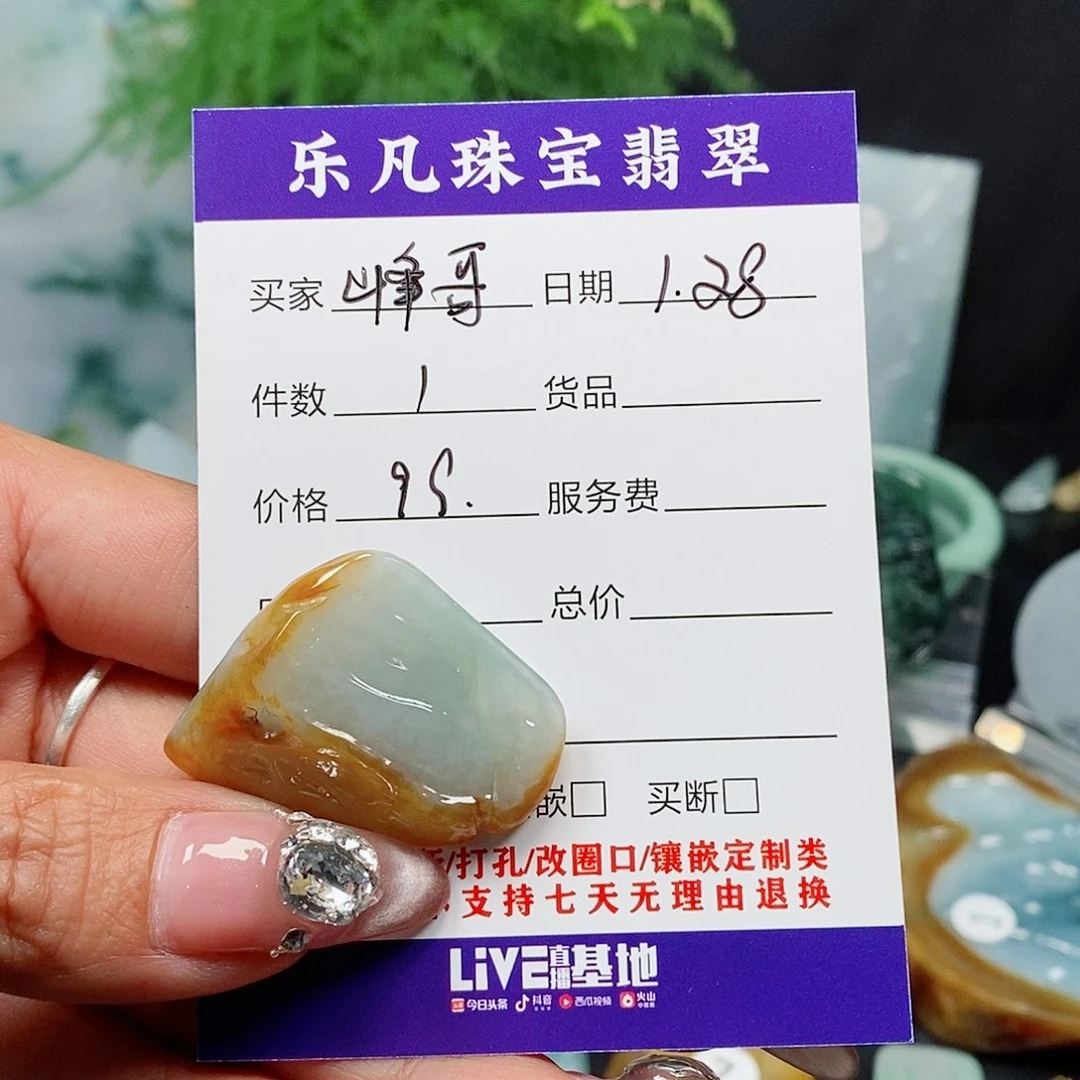 乐凡珠宝翡翠
买家 峰哥 日期 1.28
件数 1 货品
价格 95. 服务费
总价
嵌□ 买断□
/打孔/改圈口/镶嵌定制类
支持七天无理由退换
LiVE直播基地
今日头条 抖音 西瓜视频 火山